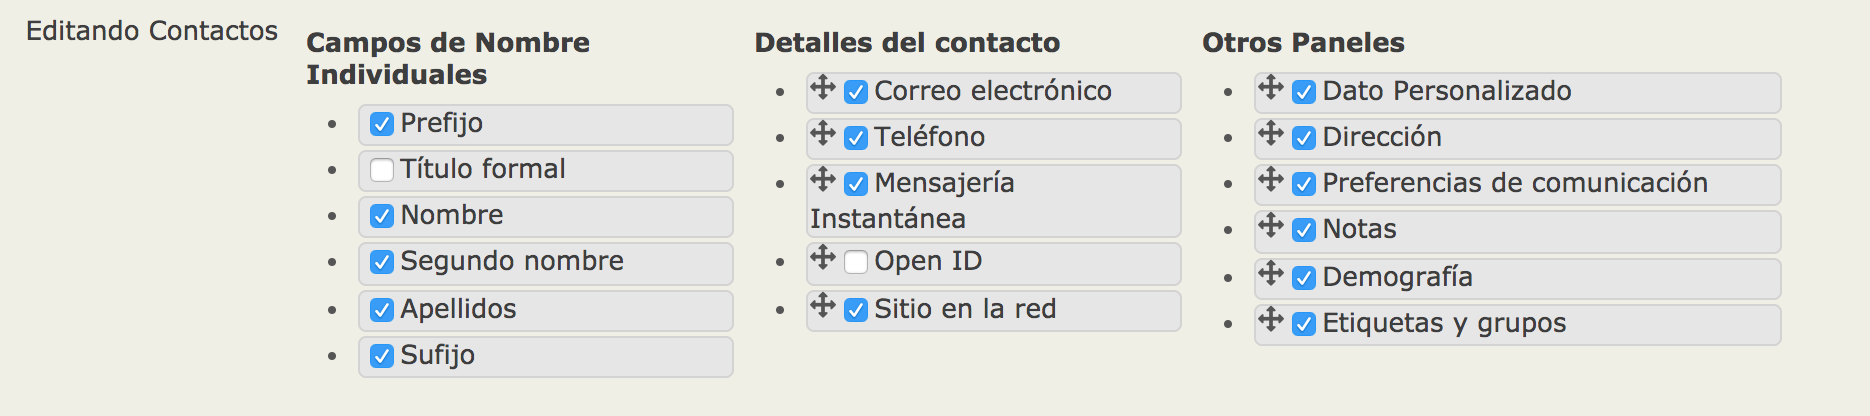 Editando Contactos
Campos de Nombre
Individuales
Prefijo
Título formal
Nombre
Segundo nombre
Apellidos
Sufijo
Detalles del contacto
Correo electrónico
Teléfono
Mensajería
Instantánea
Open ID
Sitio en la red
Otros Paneles
Dato Personalizado
Dirección
Preferencias de comunicación
Notas
Demografía
Etiquetas y grupos